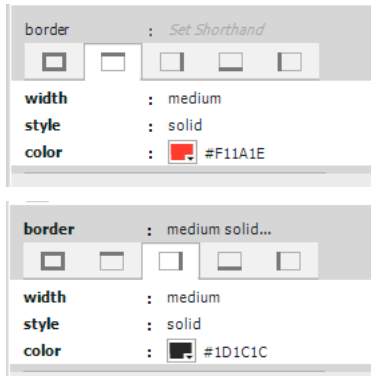 border : Set Shorthand
width : medium
style : solid
color : #F11A1E
border : medium solid...
width : medium
style : solid
color : #1D1C1C